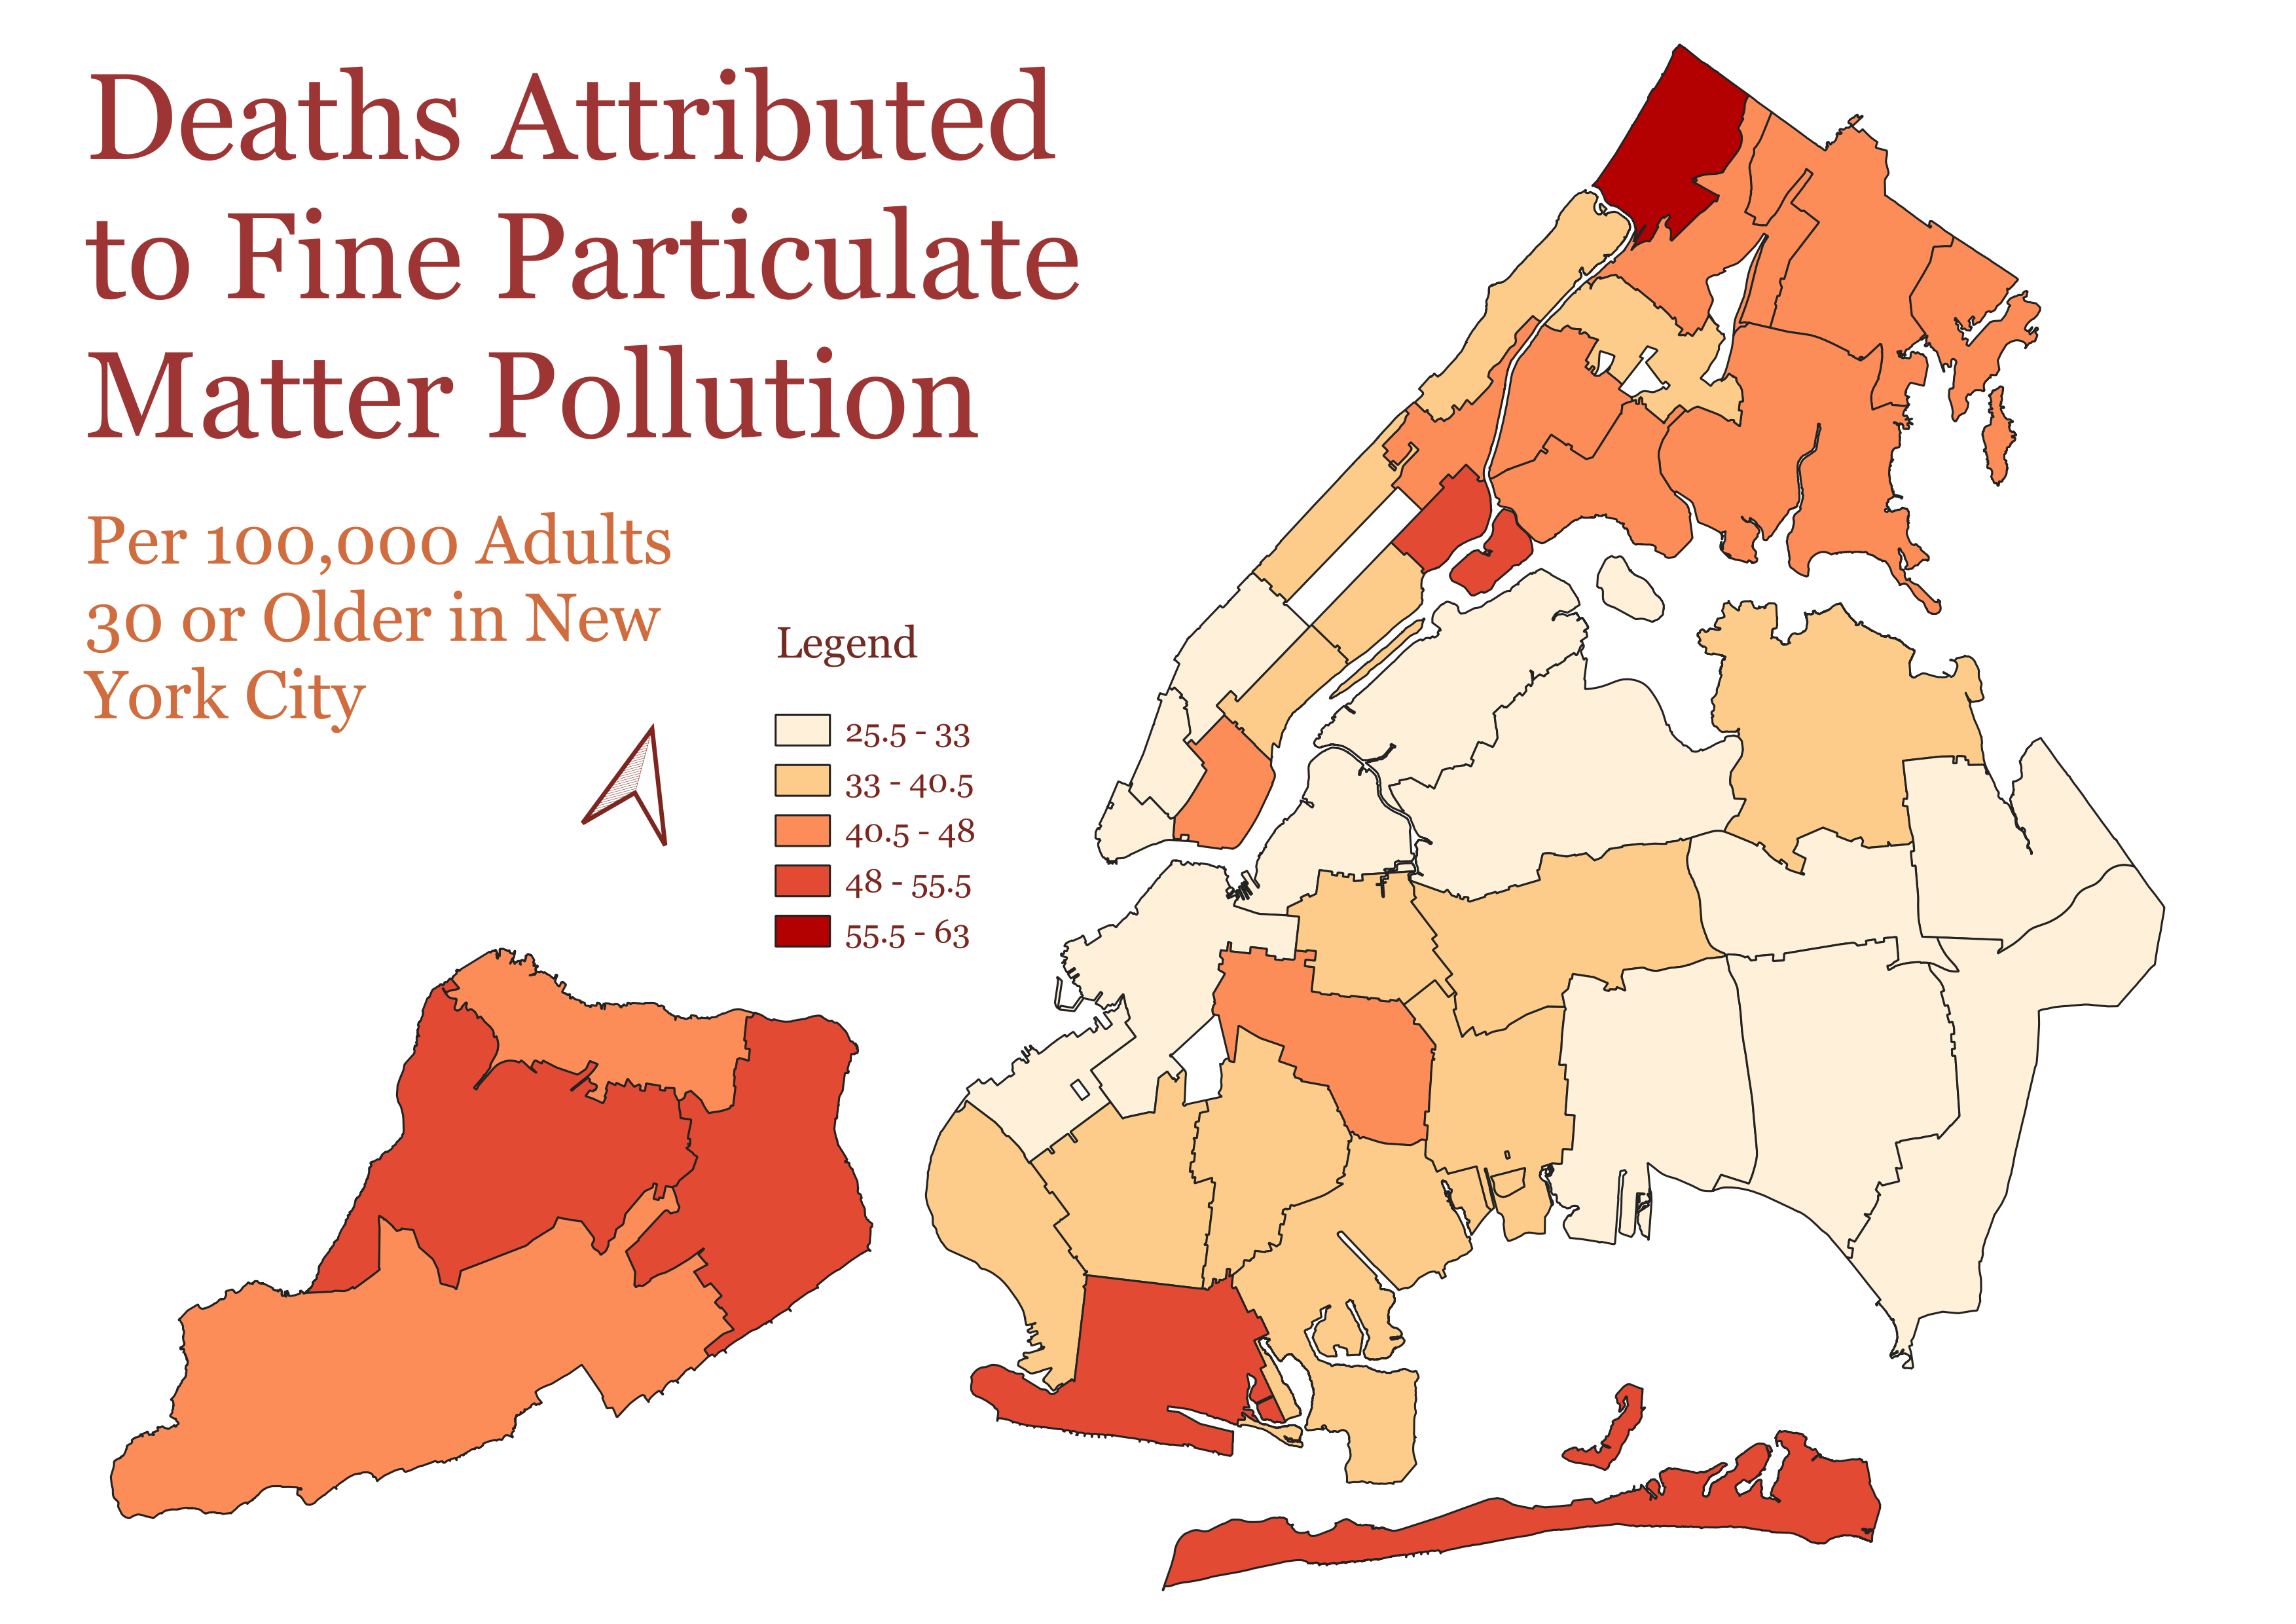 Deaths Attributed
to Fine Particulate
Matter Pollution
Per 100,000 Adults
30 or Older in New
York City
Legend
25.5 - 33
33 - 40.5
40.5 - 48
48 - 55.5
55.5 - 63